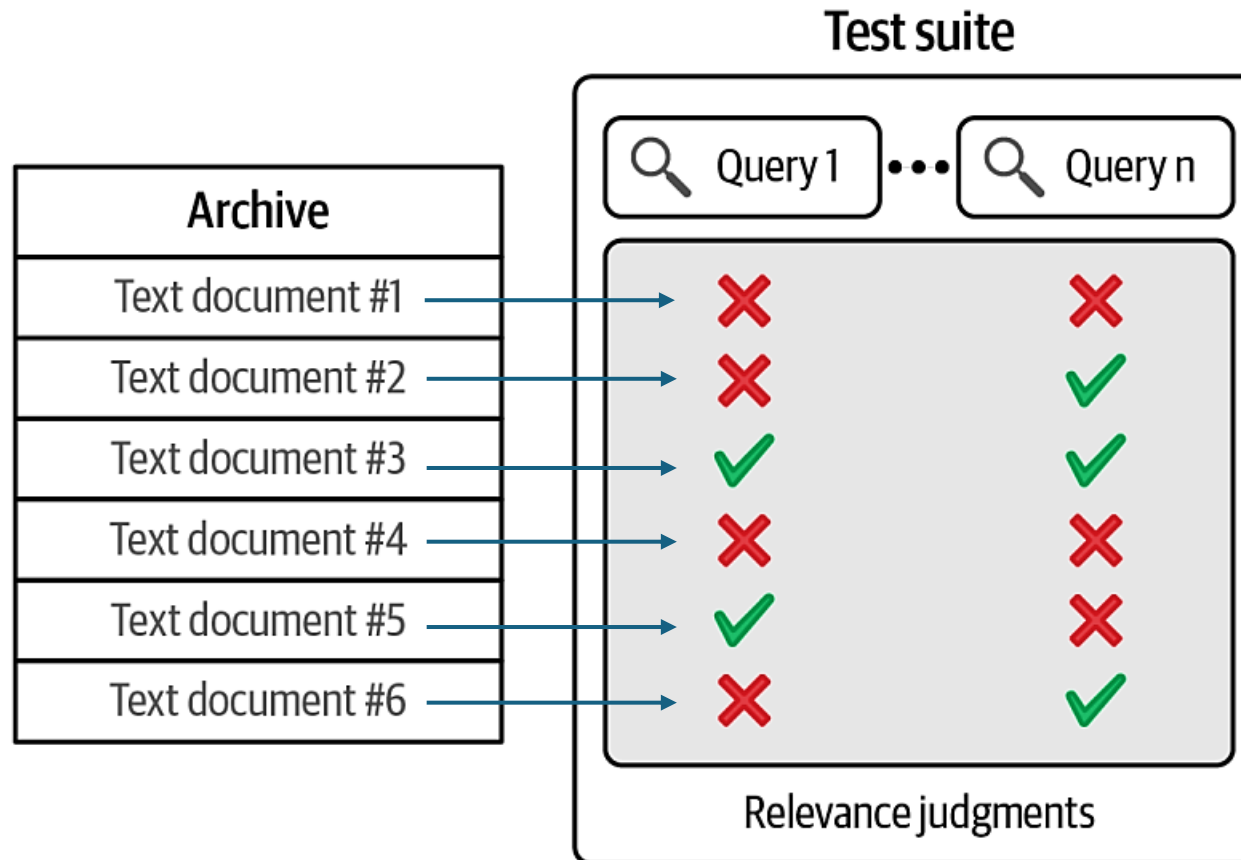 Test suite
Query 1 ••• Query n
Archive
Text document #1
Text document #2
Text document #3
Text document #4
Text document #5
Text document #6
Relevance judgments